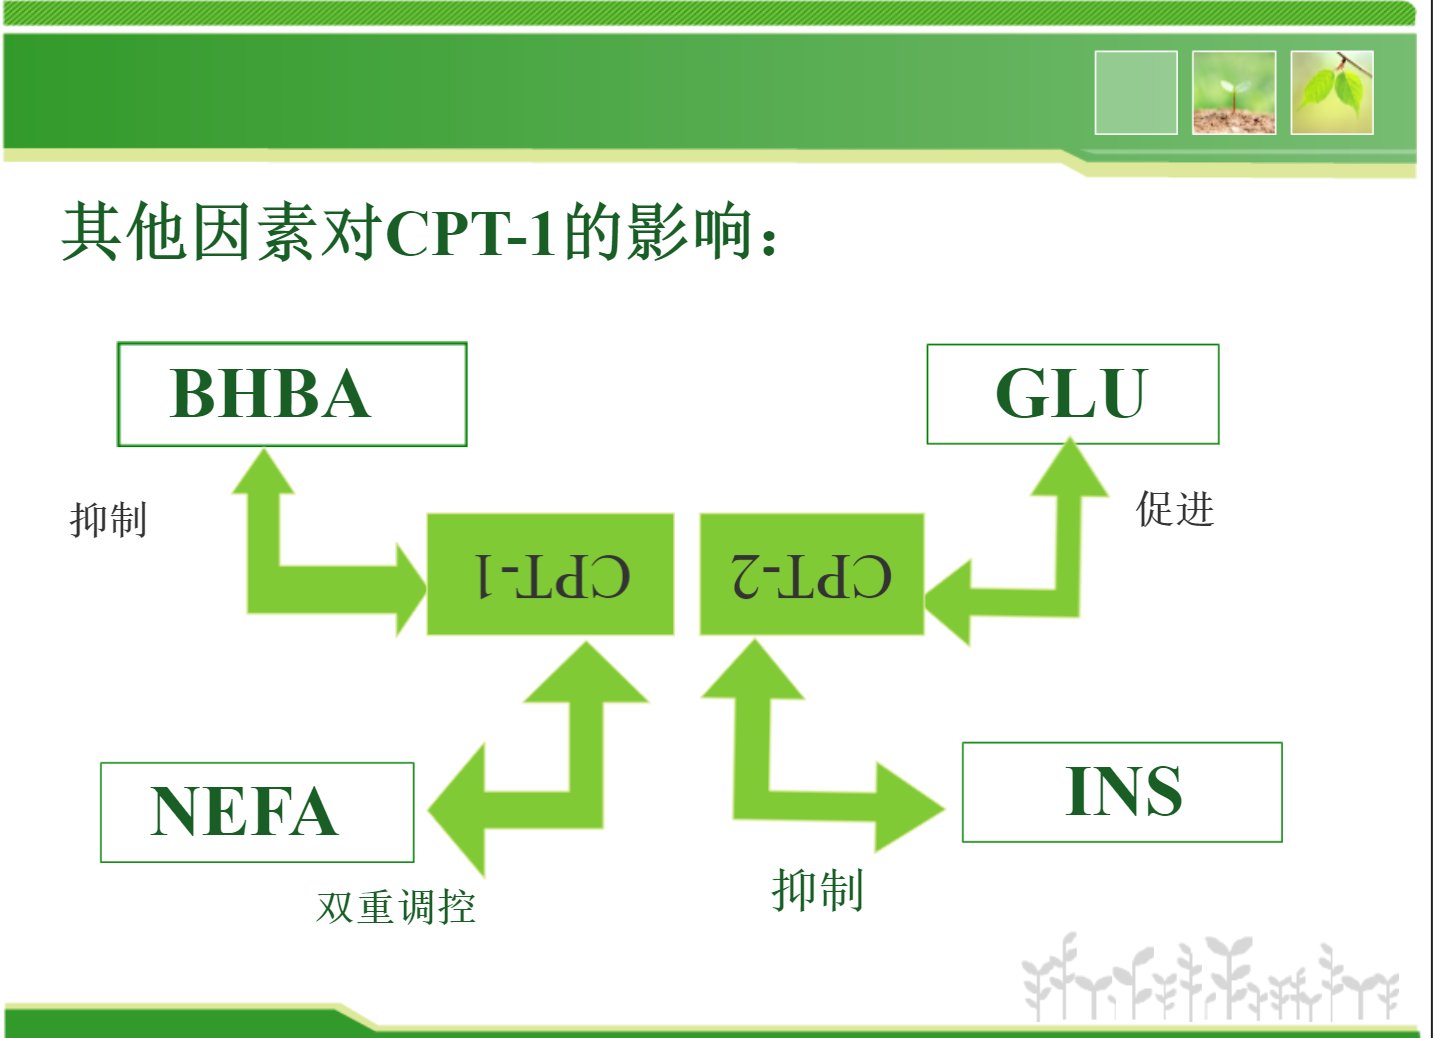 其他因素对CPT-1的影响：
BHBA
GLU
抑制
促进
CPT-1
CPT-2
NEFA
INS
双重调控
抑制